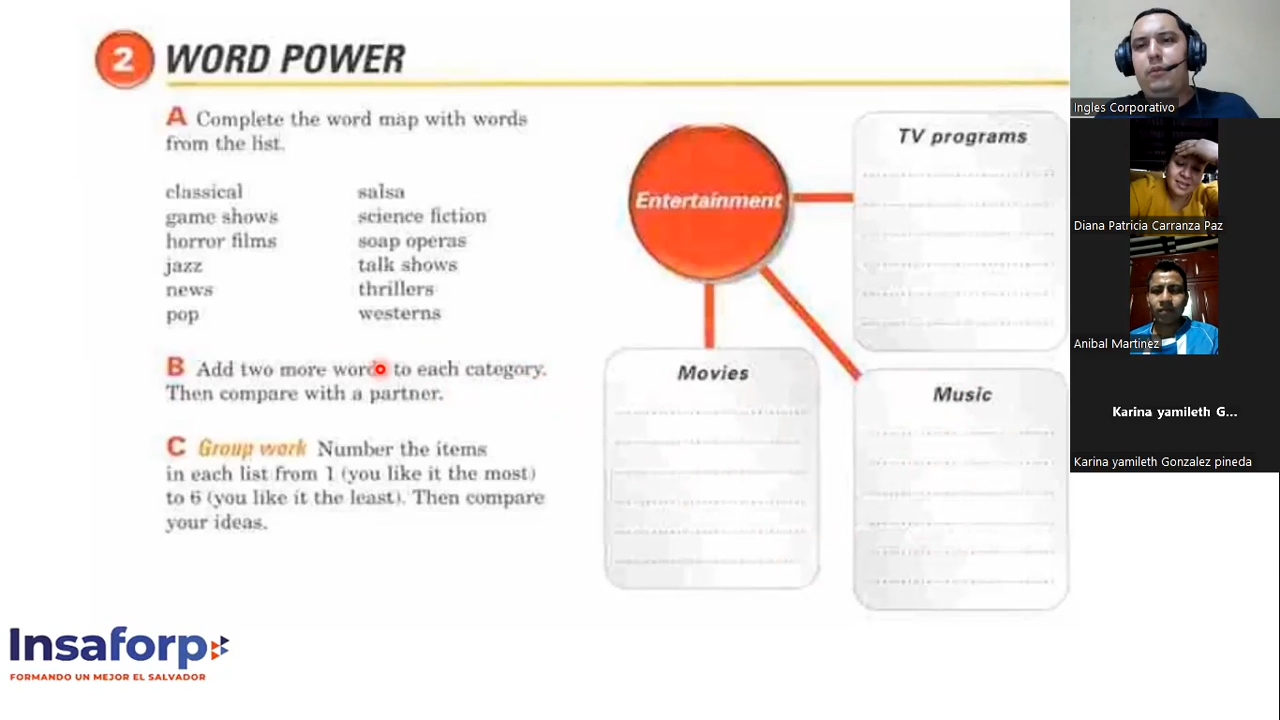 2 WORD POWER
A Complete the word map with words
from the list.
classical
game shows
horror films
jazz
news
pop
salsa
science fiction
soap operas
talk shows
thrillers
westerns
B Add two more words to each category.
Then compare with a partner.
C Group work Number the items
in each list from 1 (you like it the most)
to 6 (you like it the least). Then compare
your ideas.
Entertainment
TV programs
Movies
Music
Insaforp
FORMANDO UN MEJOR EL SALVADOR
Ingles Corporativo
Diana Patricia Carranza Paz
Anibal Martinez
Karina yamileth G...
Karina yamileth Gonzalez pineda